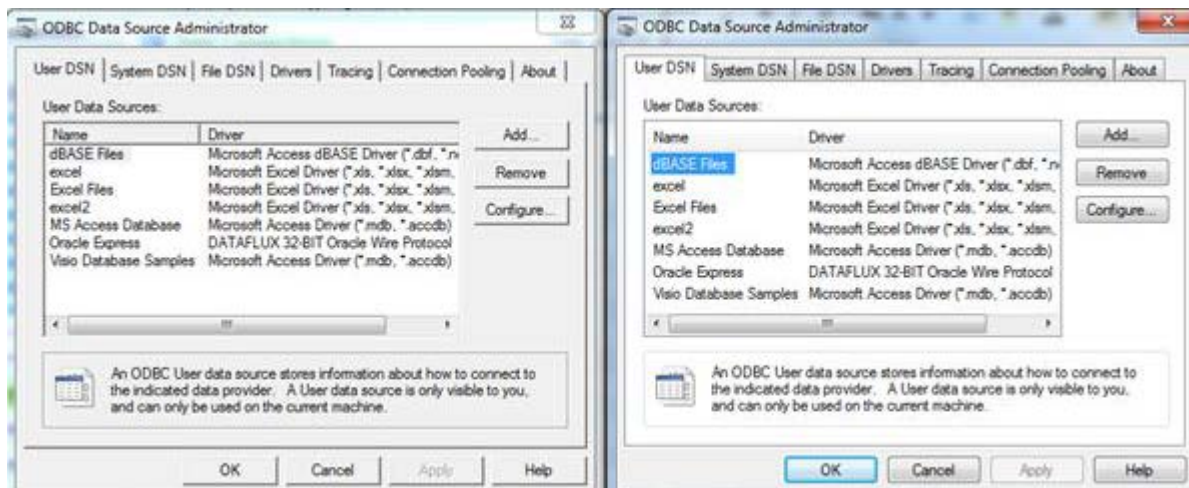 ODBC Data Source Administrator
User DSN System DSN File DSN Drivers Tracing Connection Pooling About
User Data Sources:
Name Driver
dBASE Files Microsoft Access dBASE Driver (*.dbf, *.n
excel Microsoft Excel Driver (*.xls, *.xlsx, *.xlsm,
Excel Files Microsoft Excel Driver (*.xls, *.xlsx, *.xlsm,
excel2 Microsoft Excel Driver (*.xls, *.xlsx, *.xlsm,
MS Access Database Microsoft Access Driver (*.mdb, *.accdb)
Oracle Express DATAFLUX 32-BIT Oracle Wire Protocol
Visio Database Samples Microsoft Access Driver (*.mdb, *.accdb)
Add...
Remove
Configure...
An ODBC User data source stores information about how to connect to
the indicated data provider. A User data source is only visible to you,
and can only be used on the current machine.
OK Cancel Apply Help
ODBC Data Source Administrator
User DSN System DSN File DSN Drivers Tracing Connection Pooling About
User Data Sources:
Name Driver
dBASE Files Microsoft Access dBASE Driver (*.dbf, *.n
excel Microsoft Excel Driver (*.xls, *.xlsx, *.xlsm,
Excel Files Microsoft Excel Driver (*.xls, *.xlsx, *.xlsm,
excel2 Microsoft Excel Driver (*.xls, *.xlsx, *.xlsm,
MS Access Database Microsoft Access Driver (*.mdb, *.accdb)
Oracle Express DATAFLUX 32-BIT Oracle Wire Protocol
Visio Database Samples Microsoft Access Driver (*.mdb, *.accdb)
Add...
Remove
Configure...
An ODBC User data source stores information about how to connect to
the indicated data provider. A User data source is only visible to you,
and can only be used on the current machine.
OK Cancel Apply Help